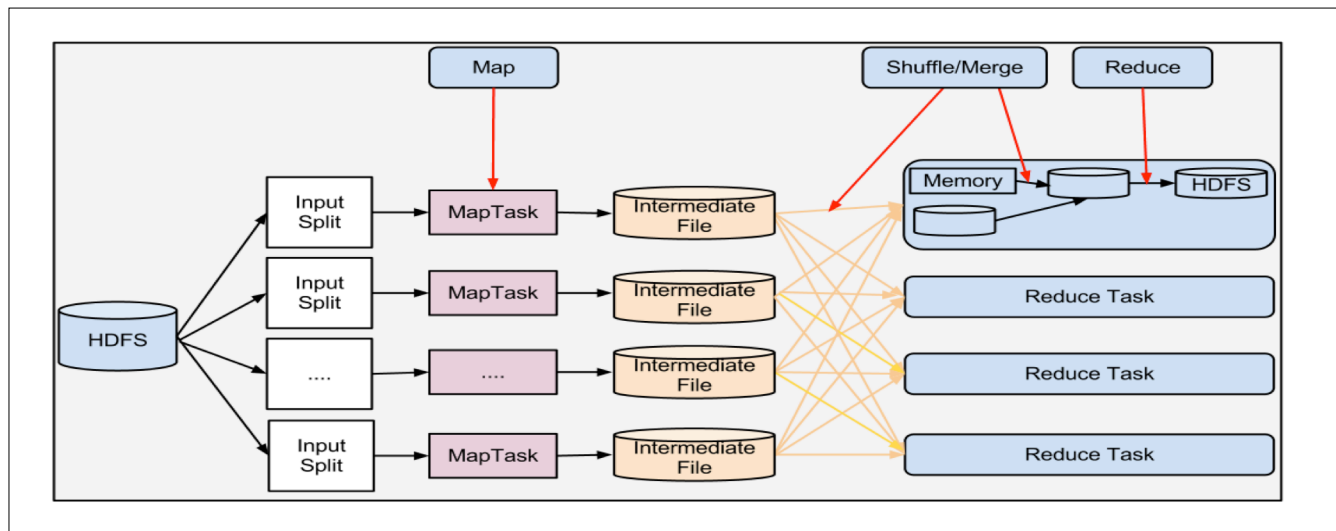 Map
Shuffle/Merge
Reduce
Memory
HDFS
Input
Split
MapTask
Intermediate
File
Input
Split
MapTask
Intermediate
File
Reduce Task
HDFS
....
....
Intermediate
File
Reduce Task
Input
Split
MapTask
Intermediate
File
Reduce Task